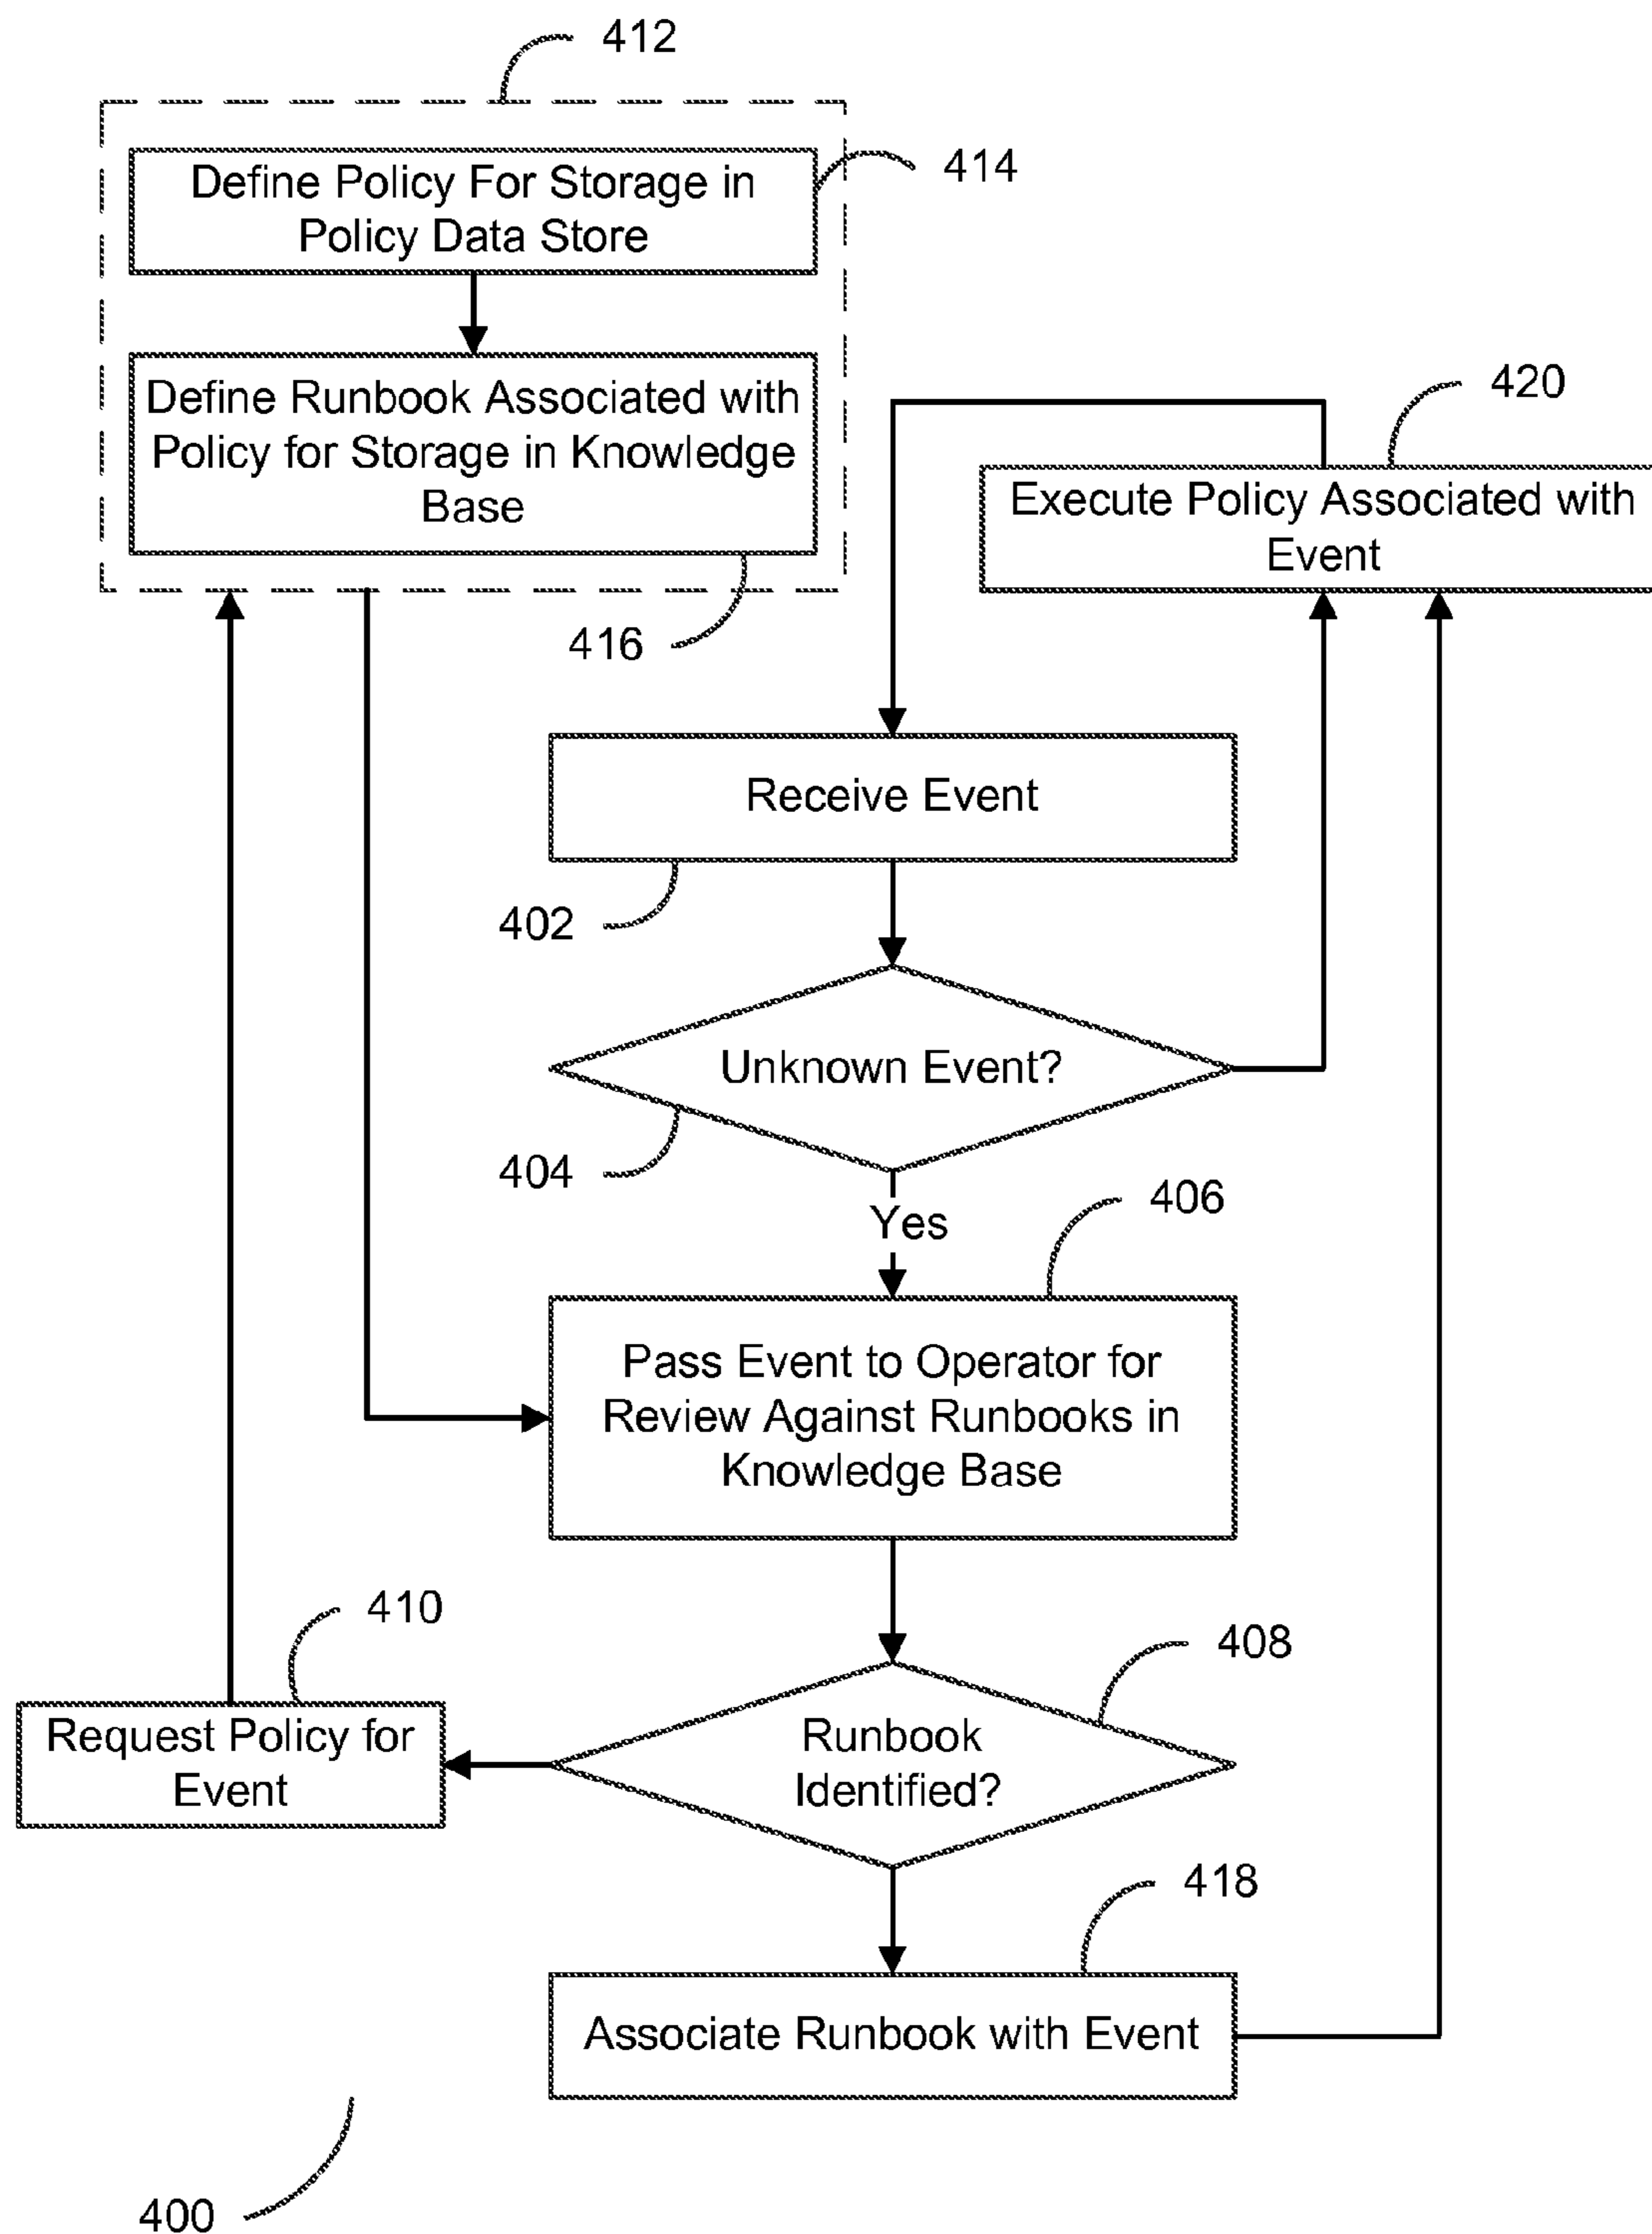 412
Define Policy For Storage in
Policy Data Store
414
Define Runbook Associated with
Policy for Storage in Knowledge
Base
416
420
Execute Policy Associated with
Event
Receive Event
402
Unknown Event?
404
Yes
406
Pass Event to Operator for
Review Against Runbooks in
Knowledge Base
410
Request Policy for
Event
408
Runbook
Identified?
418
Associate Runbook with Event
400